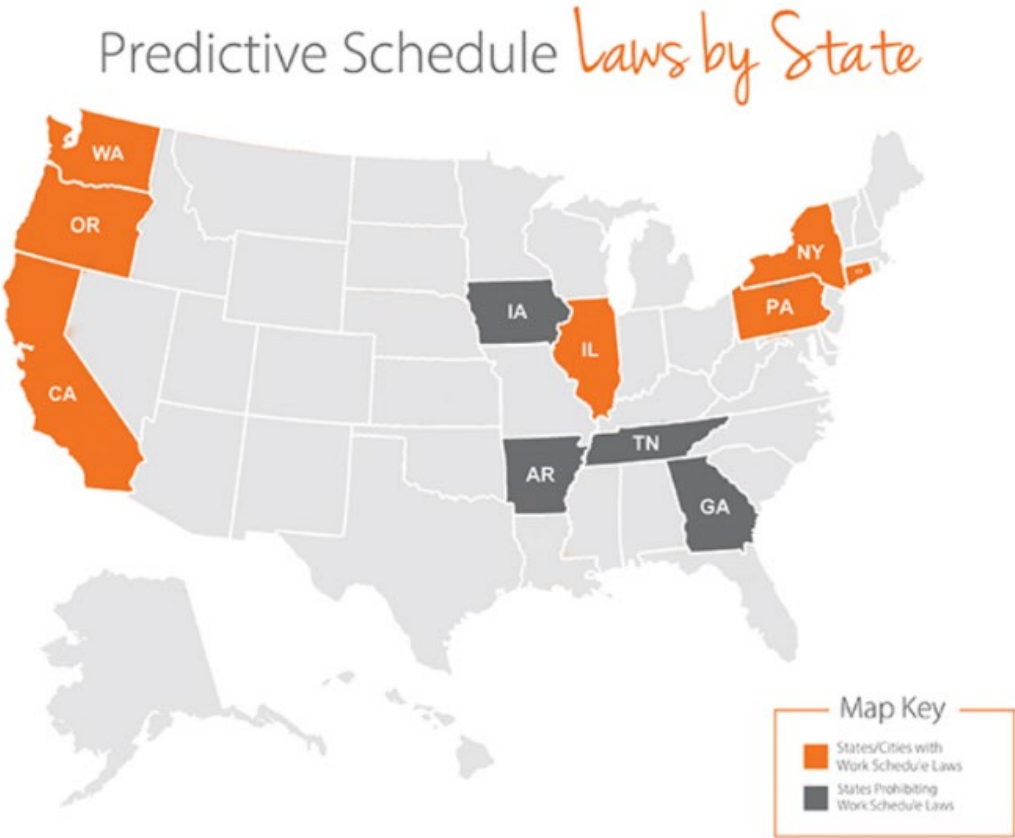 Predictive Schedule Laws by State
WA
OR
CA
IA
IL
NY
PA
AR
TN
GA
Map Key
States/Cities with
Work Schedule Laws
States Prohibiting
Work Schedule Laws